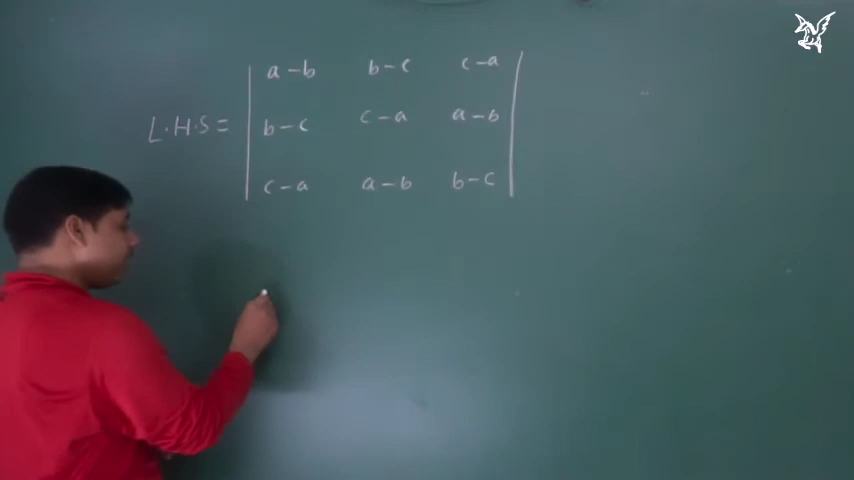 a-b b-c c-a
L.H.S = b-c c-a a-b
c-a a-b b-c